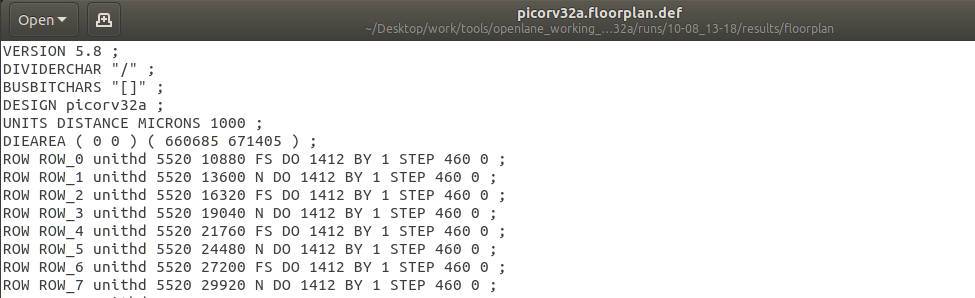 Open
picorv32a.floorplan.def
~/Desktop/work/tools/openlane_working_...32a/runs/10-08_13-18/results/floorplan
VERSION 5.8 ;
DIVIDERCHAR "/" ;
BUSBITCHARS "[]" ;
DESIGN picorv32a ;
UNITS DISTANCE MICRONS 1000 ;
DIEAREA ( 0 0 ) ( 660685 671405 ) ;
ROW ROW_0 unithd 5520 10880 FS DO 1412 BY 1 STEP 460 0 ;
ROW ROW_1 unithd 5520 13600 N DO 1412 BY 1 STEP 460 0 ;
ROW ROW_2 unithd 5520 16320 FS DO 1412 BY 1 STEP 460 0 ;
ROW ROW_3 unithd 5520 19040 N DO 1412 BY 1 STEP 460 0 ;
ROW ROW_4 unithd 5520 21760 FS DO 1412 BY 1 STEP 460 0 ;
ROW ROW_5 unithd 5520 24480 N DO 1412 BY 1 STEP 460 0 ;
ROW ROW_6 unithd 5520 27200 FS DO 1412 BY 1 STEP 460 0 ;
ROW ROW_7 unithd 5520 29920 N DO 1412 BY 1 STEP 460 0 ;